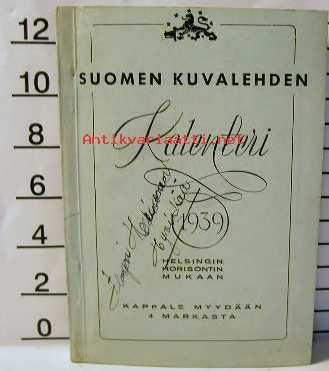 12
10
8
6
4
2
0
SUOMEN KUVALEHDEN
Antikvariaatti.net
Kalenteri
1939
HELSINGIN
HORISONTIN
MUKAAN
KAPPALE MYYDÄÄN
4 MARKASTA